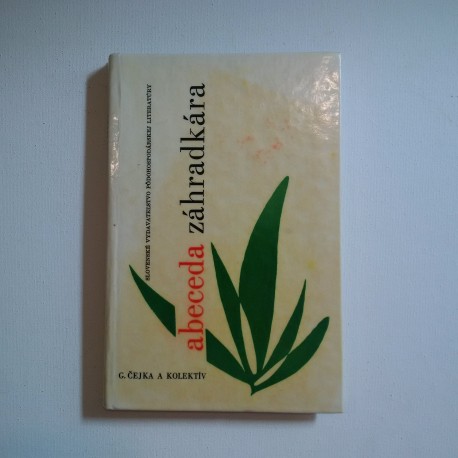 SLOVENSKÉ VYDAVATEĽSTVO PÔDOHOSPODÁRSKEJ LITERATÚRY
abeceda záhradkára
G. ČEJKA A KOLEKTÍV